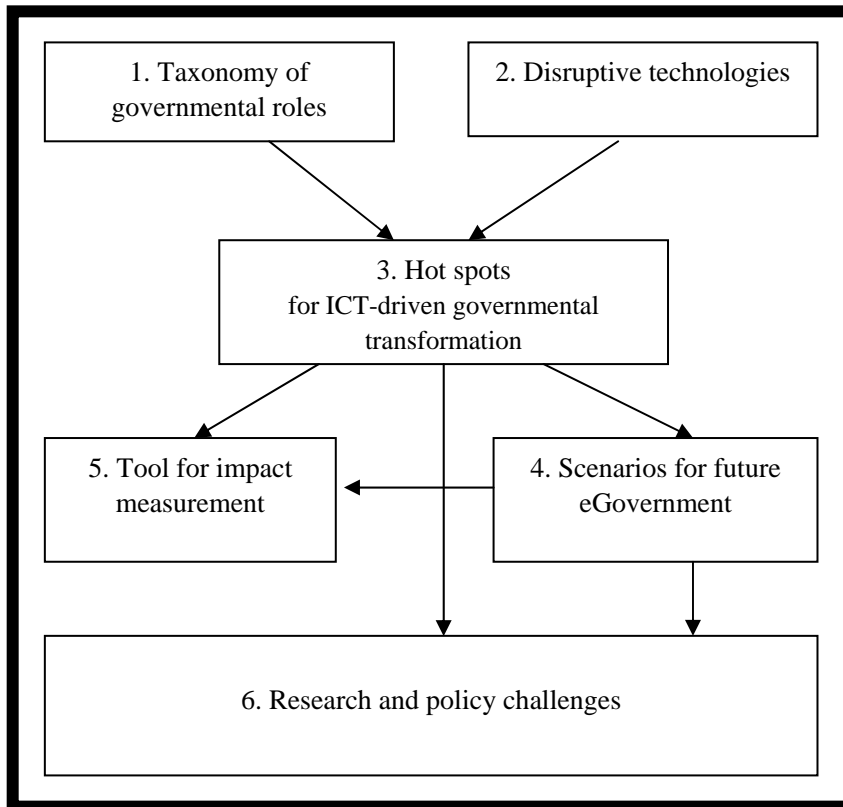 1. Taxonomy of
governmental roles
2. Disruptive technologies
3. Hot spots
for ICT-driven governmental
transformation
5. Tool for impact
measurement
4. Scenarios for future
eGovernment
6. Research and policy challenges